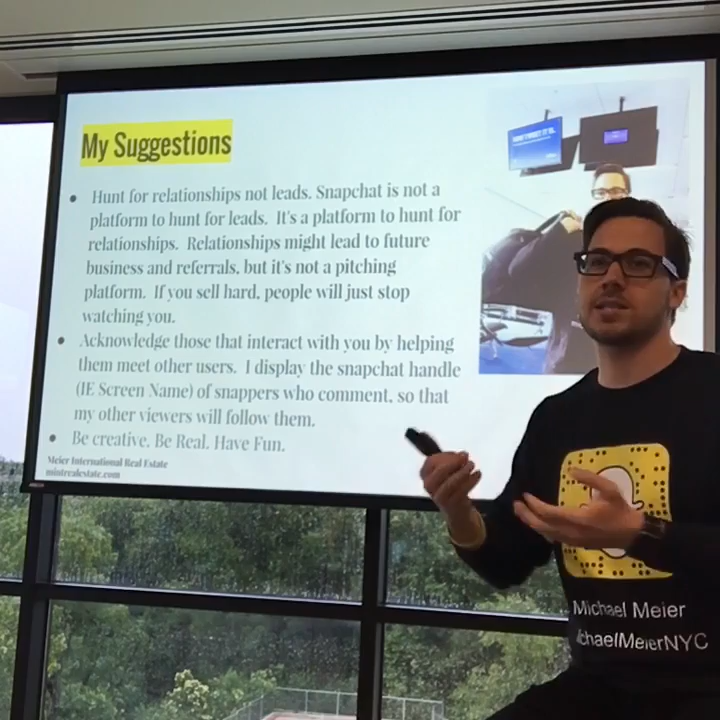 My Suggestions
● Hunt for relationships not leads. Snapchat is not a
platform to hunt for leads. It's a platform to hunt for
relationships. Relationships might lead to future
business and referrals, but it's not a pitching
platform. If you sell hard, people will just stop
watching you.
● Acknowledge those that interact with you by helping
them meet other users. I display the snapchat handle
(IE Screen Name) of snappers who comment, so that
my other viewers will follow them.
● Be creative. Be Real. Have Fun.
Meier International Real Estate
mintrealestate.com
Michael Meier
chaelMeierNYC